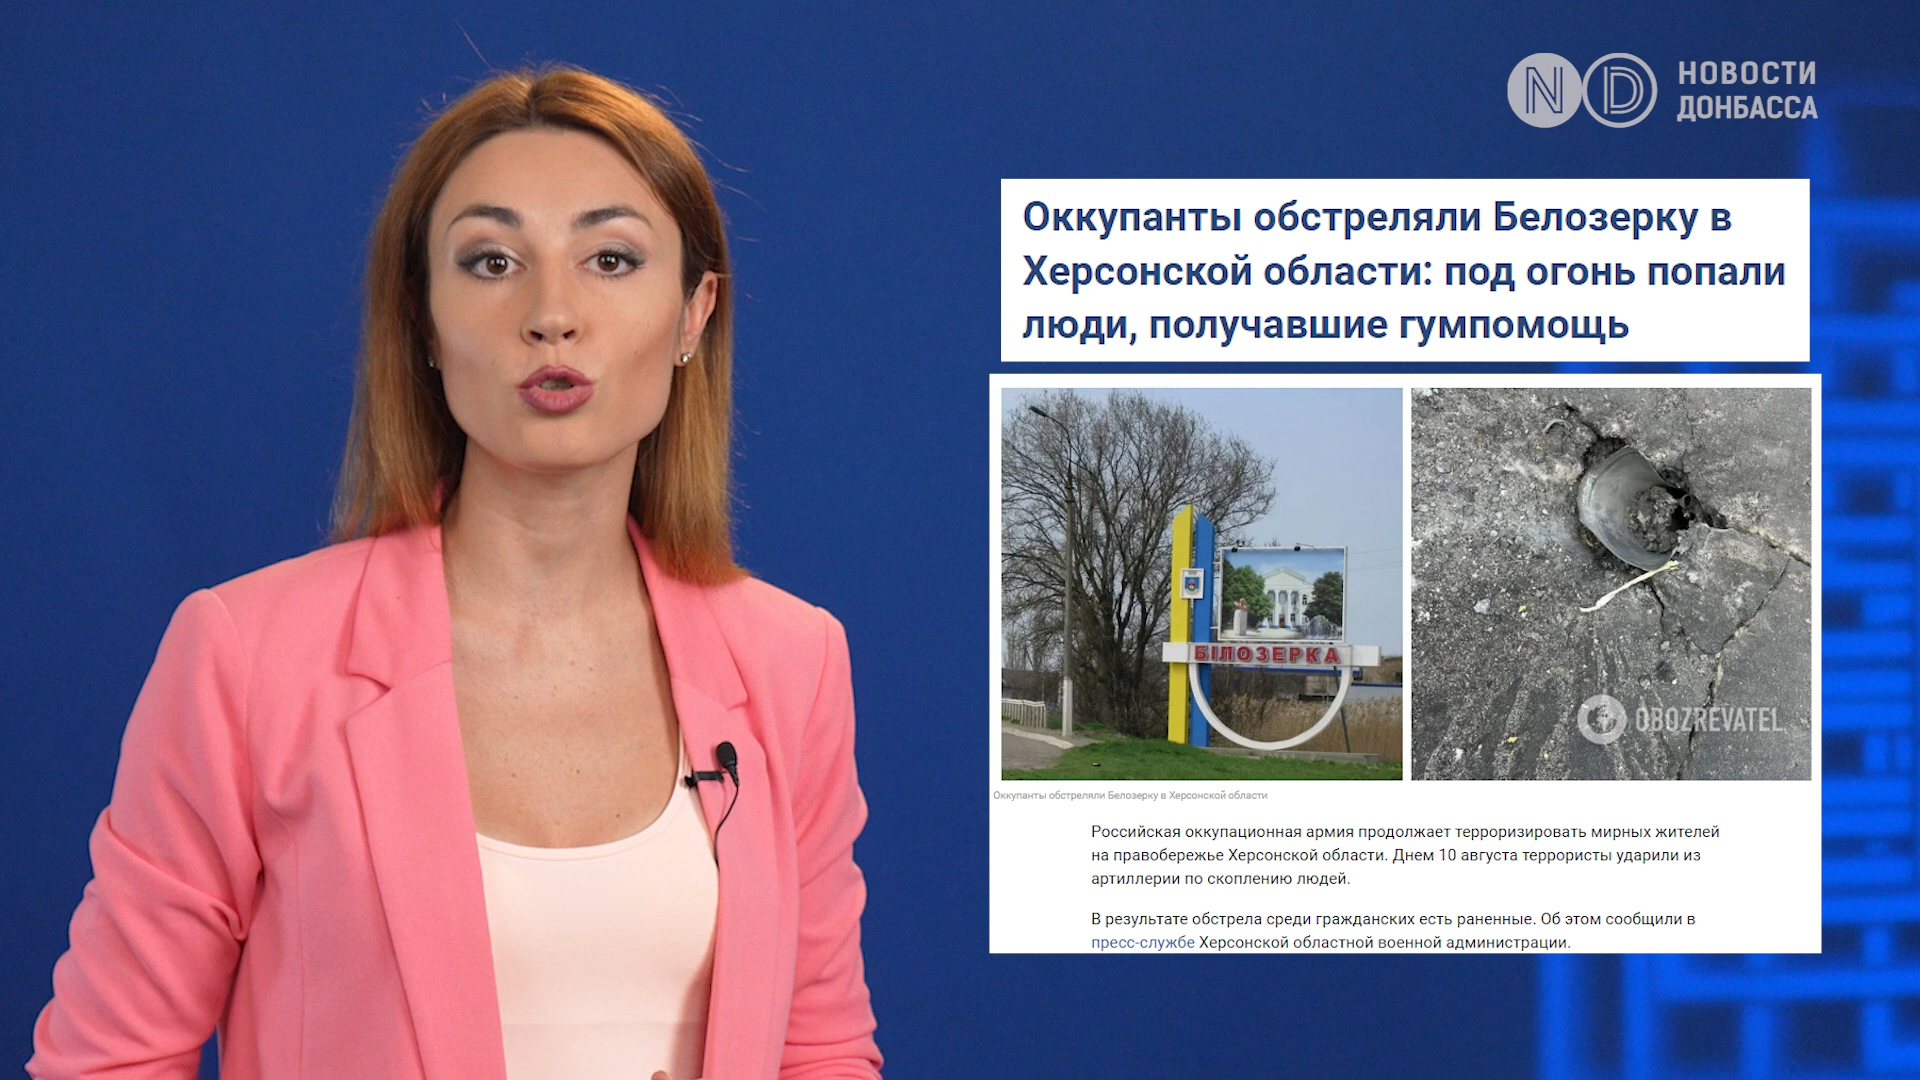 ND НОВОСТИ
ДОНБАССА
Оккупанты обстреляли Белозерку в
Херсонской области: под огонь попали
люди, получавшие гумпомощь
БІЛОЗЕРКА
OBOZREVATEL
Оккупанты обстреляли Белозерку в Херсонской области
Российская оккупационная армия продолжает терроризировать мирных жителей
на правобережье Херсонской области. Днем 10 августа террористы ударили из
артиллерии по скоплению людей.
В результате обстрела среди гражданских есть раненные. Об этом сообщили в
пресс-службе Херсонской областной военной администрации.